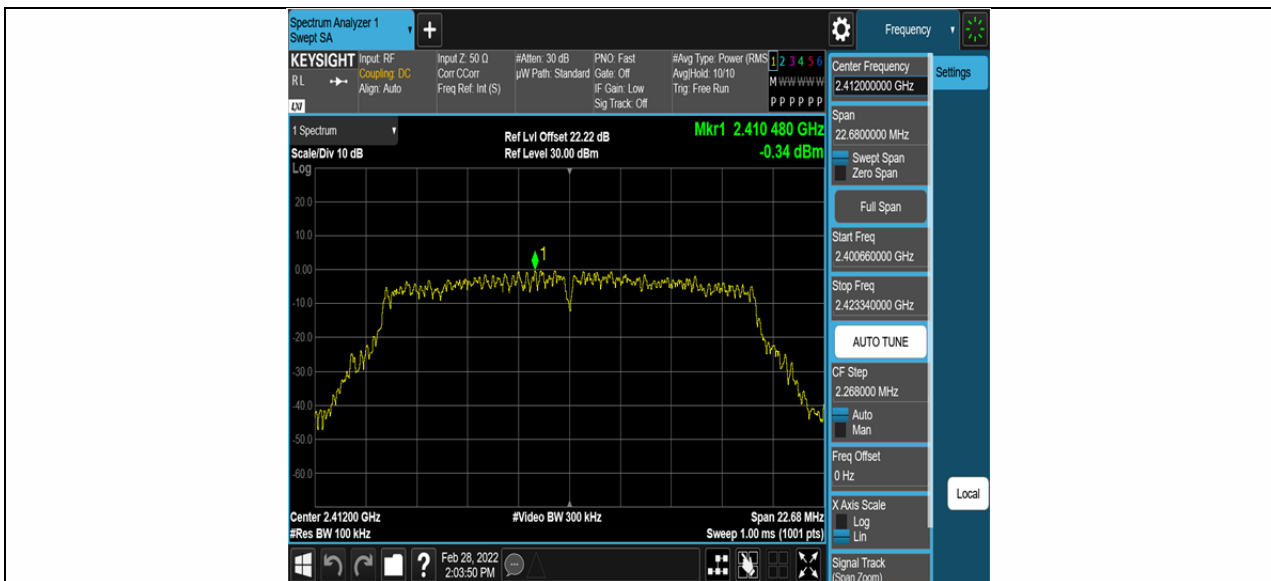 Spectrum Analyzer 1
Swept SA
+
Frequency
KEYSIGHT
RL
LXI
Input: RF
Coupling: DC
Align: Auto
Input Z: 50 Ω
Corr CCorr
Freq Ref: Int (S)
#Atten: 30 dB
µW Path: Standard
PNO: Fast
Gate: Off
IF Gain: Low
Sig Track: Off
#Avg Type: Power (RMS
Avg|Hold: 10/10
Trig: Free Run
1 2 3 4 5 6
M W W W W W
P P P P P P
1 Spectrum
Scale/Div 10 dB
Ref Lvl Offset 22.22 dB
Ref Level 30.00 dBm
Mkr1 2.410 480 GHz
-0.34 dBm
Log
20.0
10.0
0.00
-10.0
-20.0
-30.0
-40.0
-50.0
-60.0
1
Center 2.41200 GHz
#Res BW 100 kHz
#Video BW 300 kHz
Span 22.68 MHz
Sweep 1.00 ms (1001 pts)
?
Feb 28, 2022
2:03:50 PM
Center Frequency
2.412000000 GHz
Span
22.6800000 MHz
Swept Span
Zero Span
Full Span
Start Freq
2.400660000 GHz
Stop Freq
2.423340000 GHz
AUTO TUNE
CF Step
2.268000 MHz
Auto
Man
Freq Offset
0 Hz
X Axis Scale
Log
Lin
Signal Track
(Span Zoom)
Settings
Local